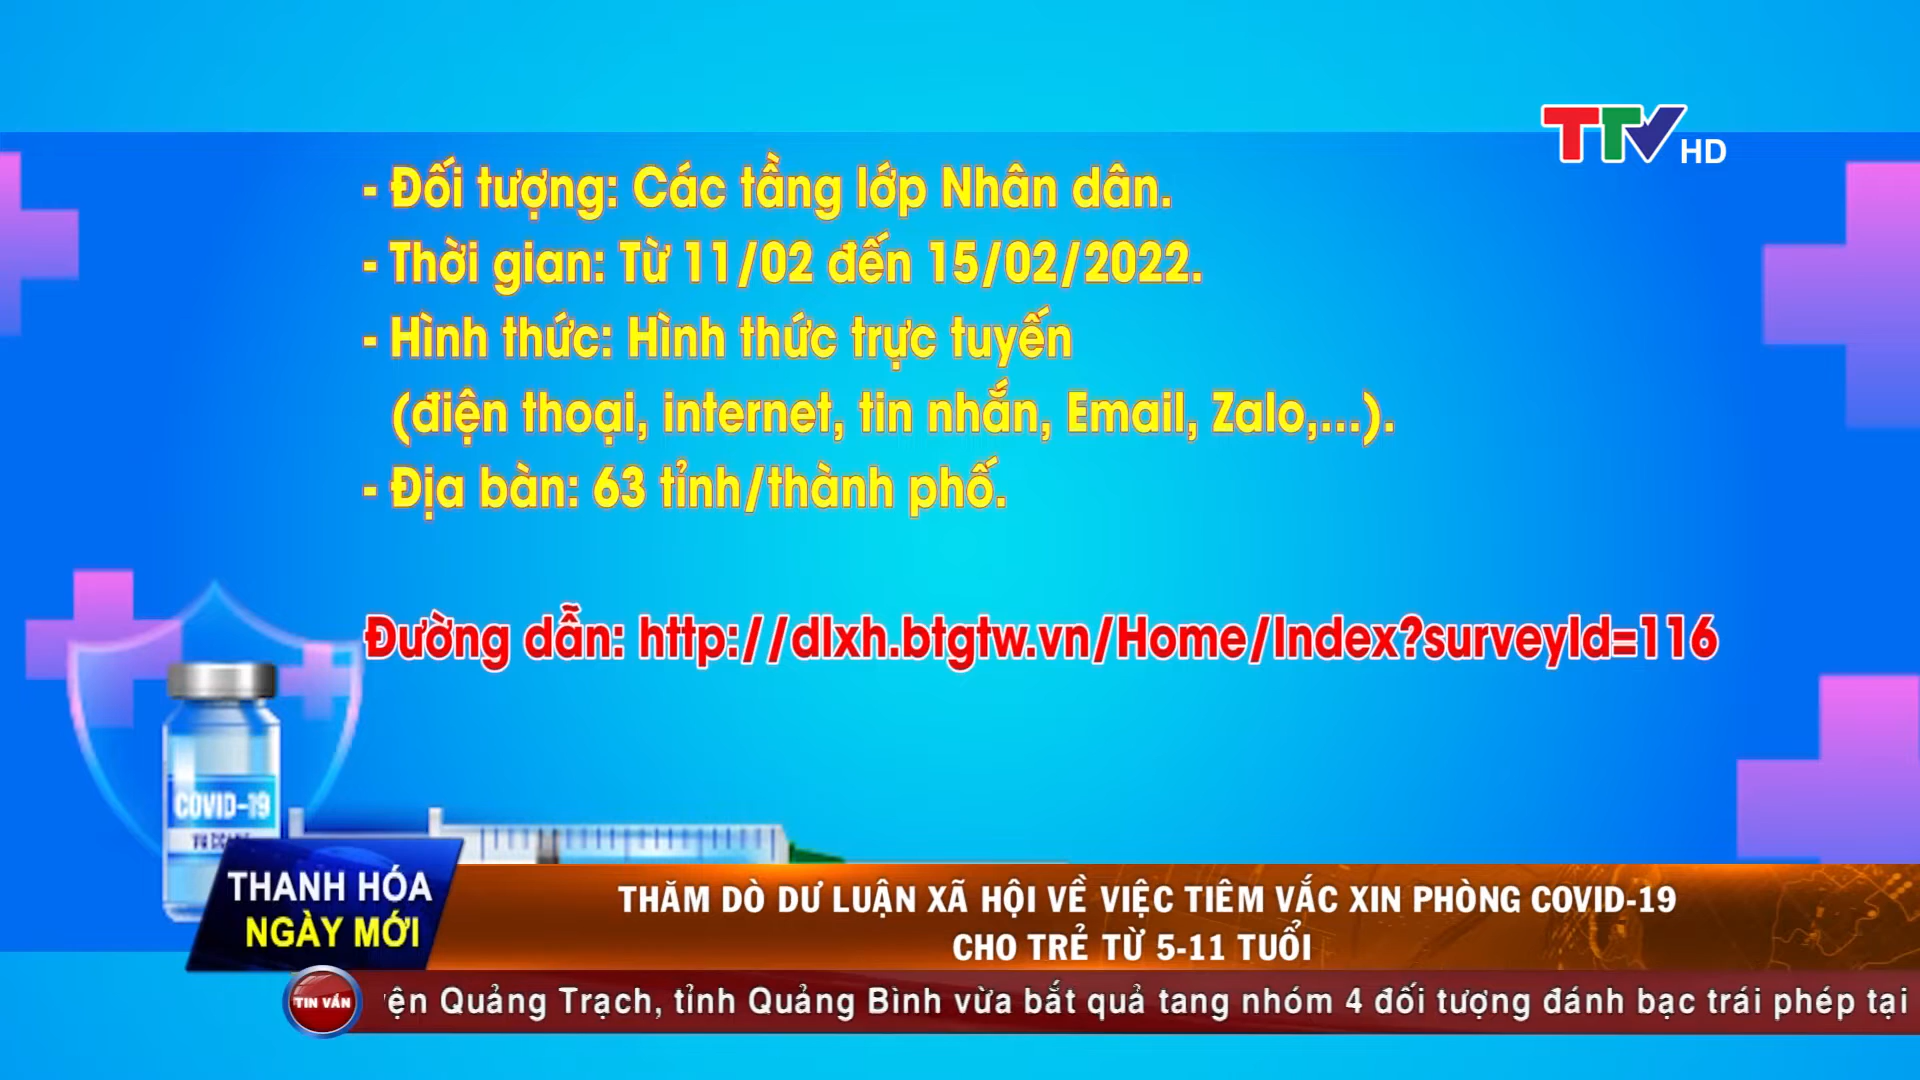 TTV HD
- Đối tượng: Các tầng lớp Nhân dân.
- Thời gian: Từ 11/02 đến 15/02/2022.
- Hình thức: Hình thức trực tuyến
(điện thoại, internet, tin nhắn, Email, Zalo,...).
- Địa bàn: 63 tỉnh/thành phố.
Đường dẫn: http://dlxh.btgtw.vn/Home/Index?surveyId=116
COVID-19
THANH HÓA
NGÀY MỚI
THĂM DÒ DƯ LUẬN XÃ HỘI VỀ VIỆC TIÊM VẮC XIN PHÒNG COVID-19
CHO TRẺ TỪ 5-11 TUỔI
TIN VẮN
ện Quảng Trạch, tỉnh Quảng Bình vừa bắt quả tang nhóm 4 đối tượng đánh bạc trái phép tại